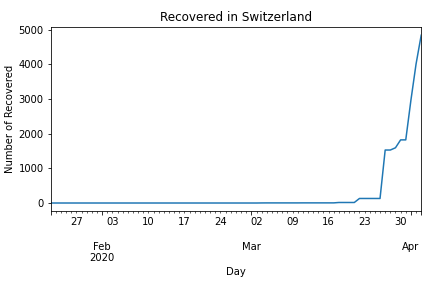 Recovered in Switzerland
Number of Recovered
5000
4000
3000
2000
1000
0
27 03 10 17 24 02 09 16 23 30
Feb Mar Apr
2020
Day